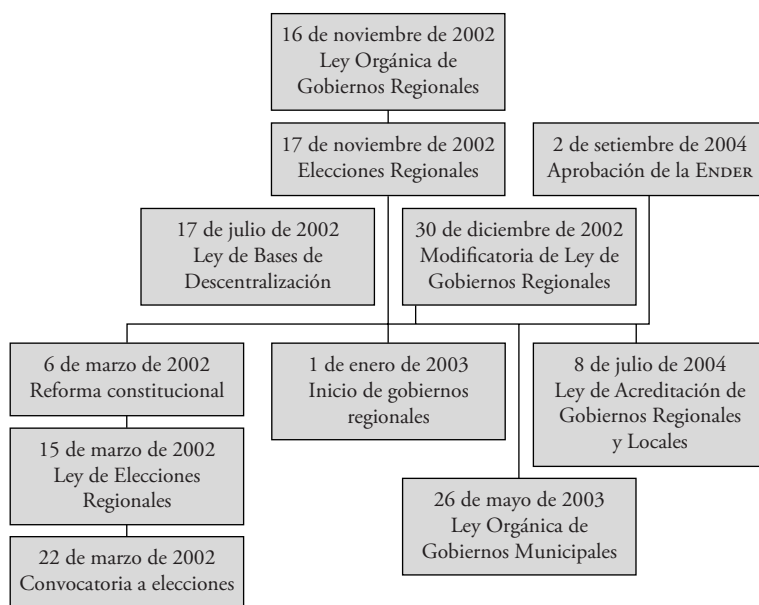 16 de noviembre de 2002
Ley Orgánica de
Gobiernos Regionales
17 de noviembre de 2002
Elecciones Regionales
2 de setiembre de 2004
Aprobación de la ENDER
17 de julio de 2002
Ley de Bases de
Descentralización
30 de diciembre de 2002
Modificatoria de Ley de
Gobiernos Regionales
6 de marzo de 2002
Reforma constitucional
1 de enero de 2003
Inicio de gobiernos
regionales
8 de julio de 2004
Ley de Acreditación de
Gobiernos Regionales
y Locales
15 de marzo de 2002
Ley de Elecciones
Regionales
26 de mayo de 2003
Ley Orgánica de
Gobiernos Municipales
22 de marzo de 2002
Convocatoria a elecciones